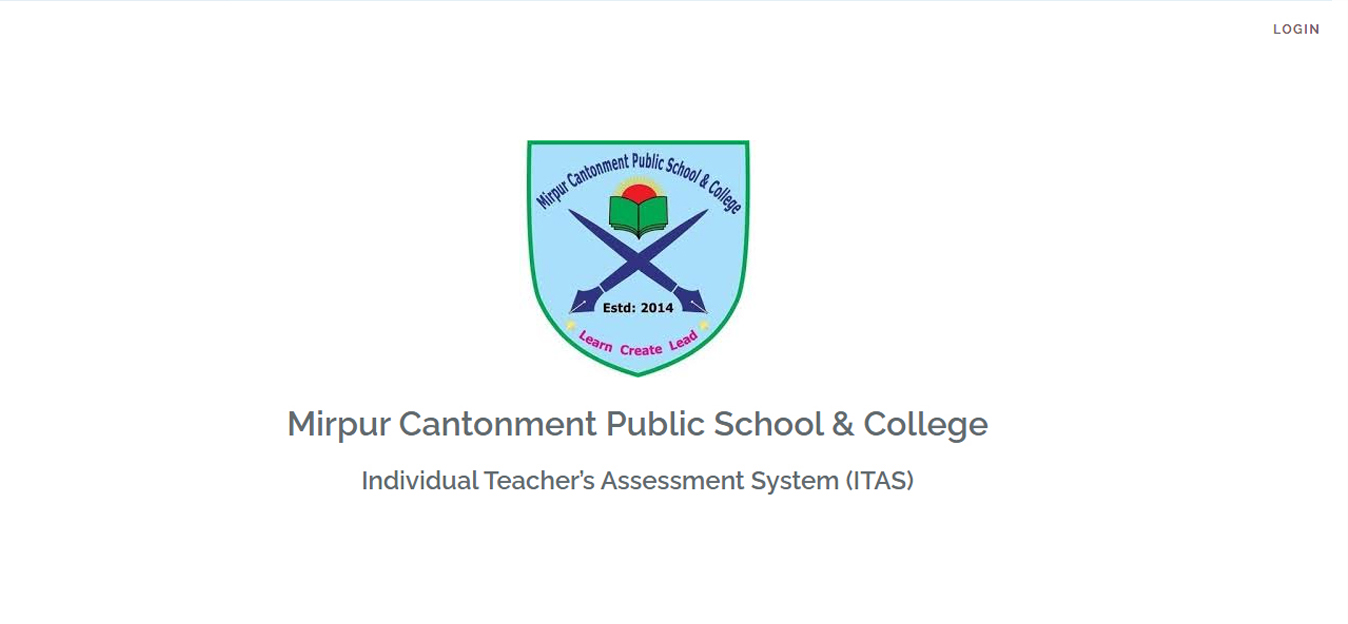 LOGIN
Mirpur Cantonment Public School & College
Estd: 2014
Learn Create Lead
Mirpur Cantonment Public School & College
Individual Teacher’s Assessment System (ITAS)